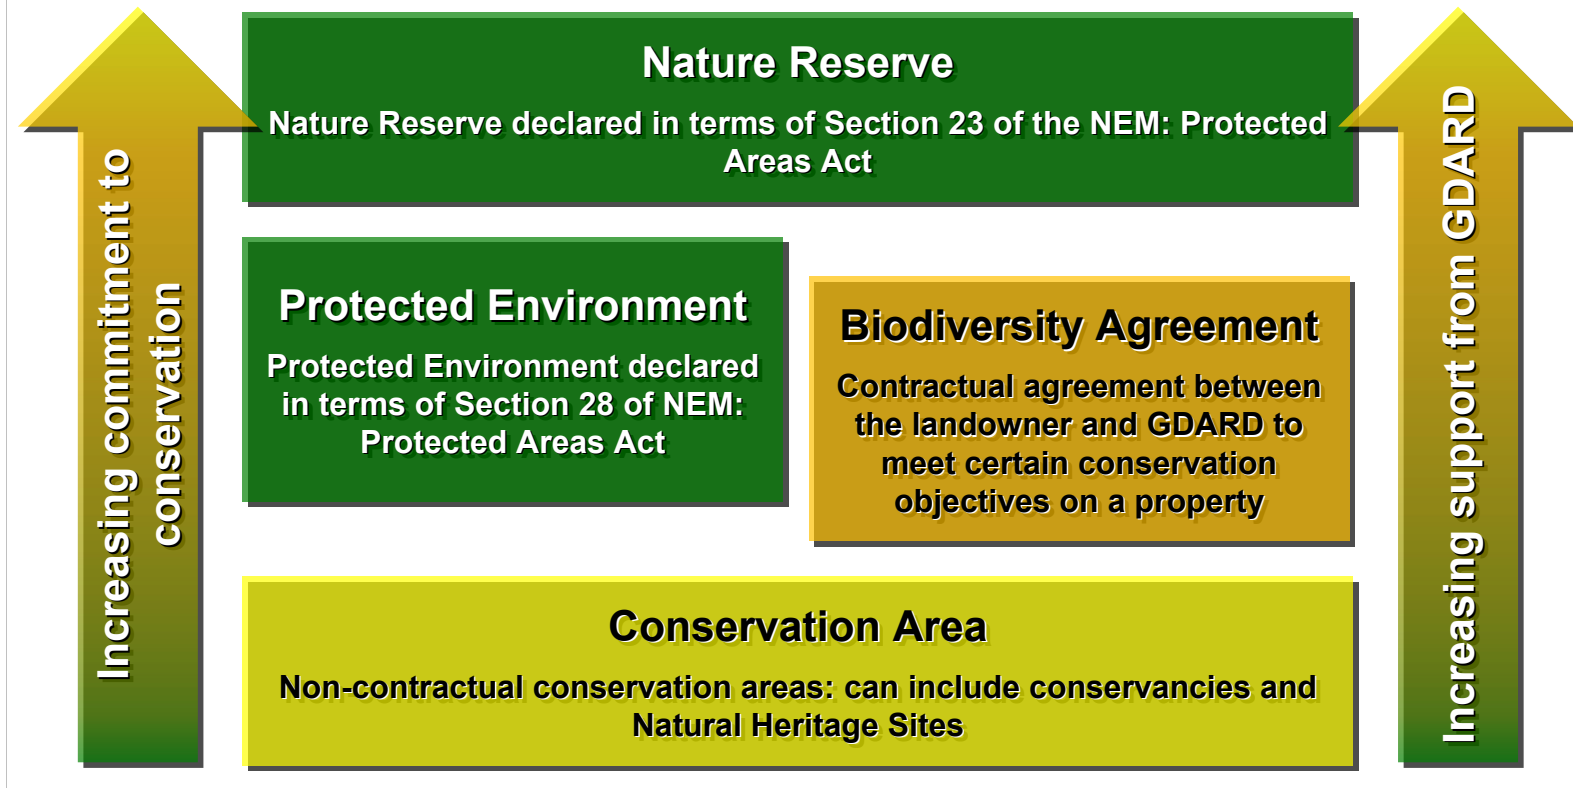 Increasing commitment to
conservation
Nature Reserve
Nature Reserve declared in terms of Section 23 of the NEM: Protected
Areas Act
Protected Environment
Protected Environment declared
in terms of Section 28 of NEM:
Protected Areas Act
Biodiversity Agreement
Contractual agreement between
the landowner and GDARD to
meet certain conservation
objectives on a property
Conservation Area
Non-contractual conservation areas: can include conservancies and
Natural Heritage Sites
Increasing support from GDARD